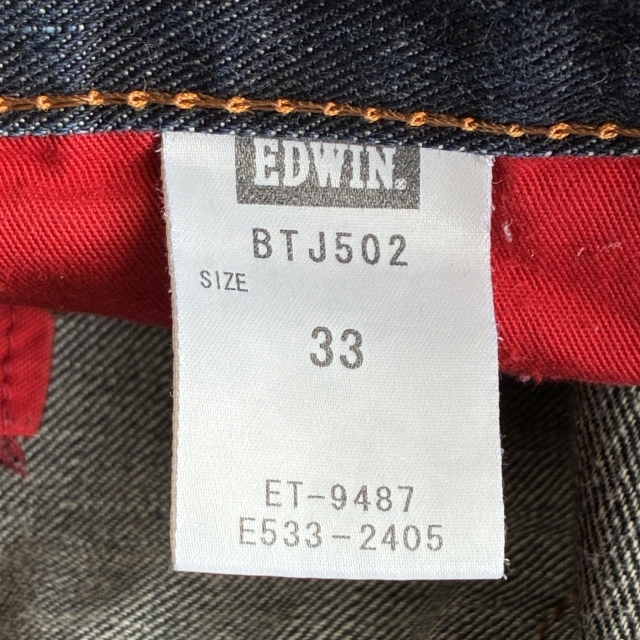 EDWIN.
BTJ502
SIZE
33
ET-9487
E533-2405